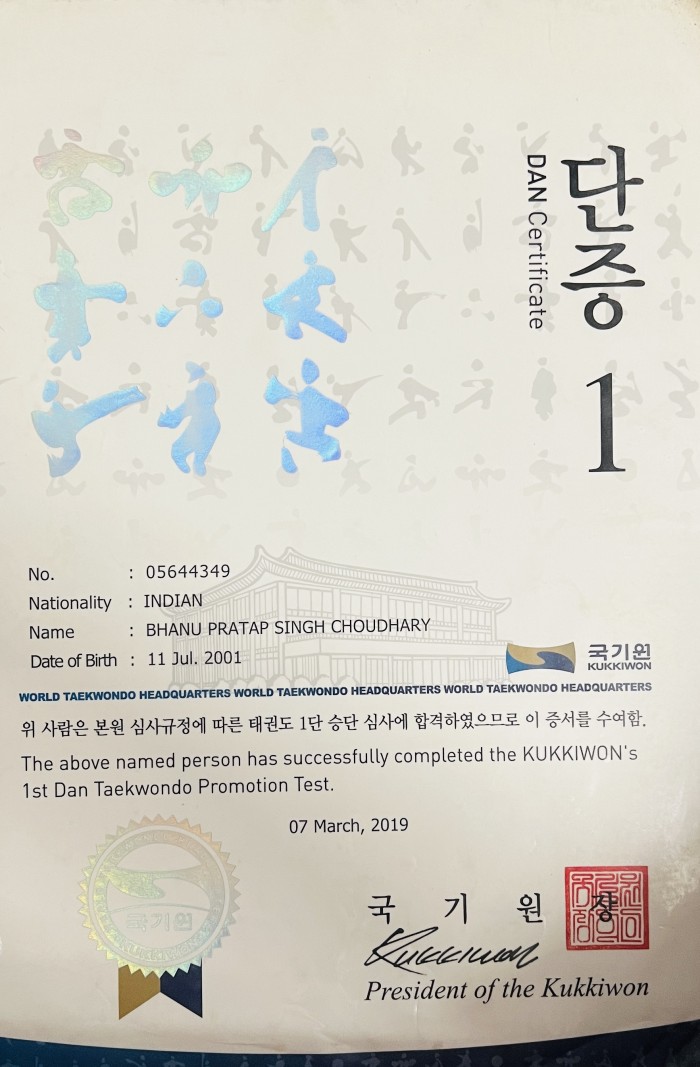 단증
DAN Certificate
1
No. : 05644349
Nationality : INDIAN
Name : BHANU PRATAP SINGH CHOUDHARY
Date of Birth : 11 Jul. 2001
국기원
KUKKIWON
WORLD TAEKWONDO HEADQUARTERS WORLD TAEKWONDO HEADQUARTERS WORLD TAEKWONDO HEADQUARTERS
위 사람은 본원 심사규정에 따른 태권도 1단 승단 심사에 합격하였으므로 이 증서를 수여함.
The above named person has successfully completed the KUKKIWON's
1st Dan Taekwondo Promotion Test.
07 March, 2019
국기원
국 기 원 장
Kukkiwon
President of the Kukkiwon